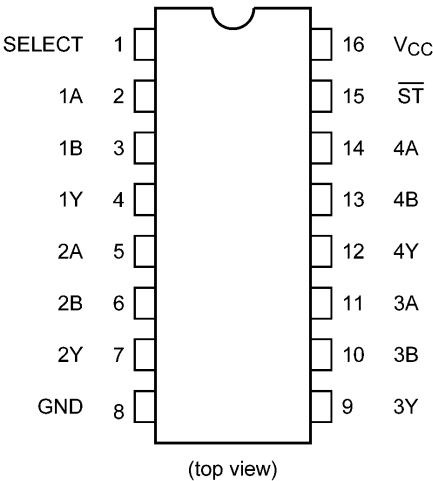 SELECT 1 16 VCC
1A 2 15 ST
1B 3 14 4A
1Y 4 13 4B
2A 5 12 4Y
2B 6 11 3A
2Y 7 10 3B
GND 8 9 3Y
(top view)